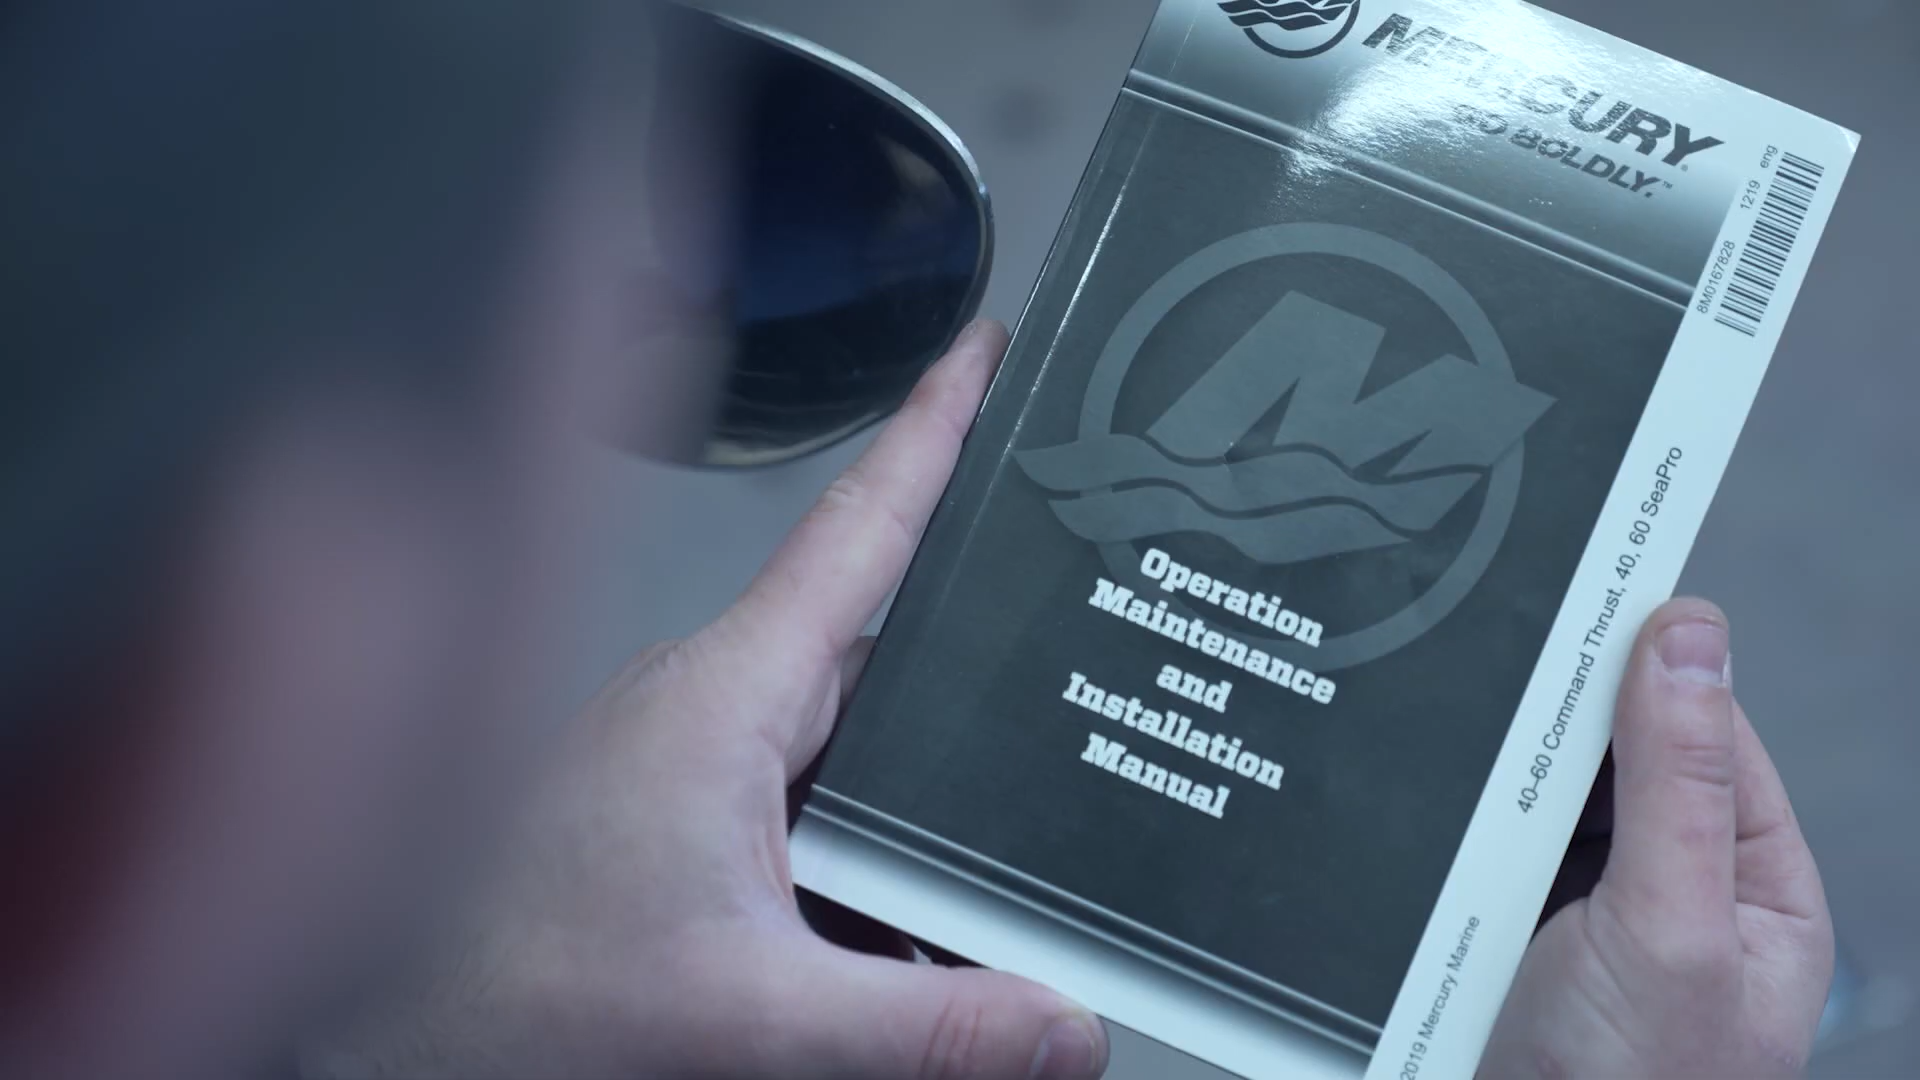 MERCURY
GO BOLDLY.™
Operation
Maintenance
and
Installation
Manual
8M0167828 1219 eng
40–60 Command Thrust, 40, 60 SeaPro
2019 Mercury Marine